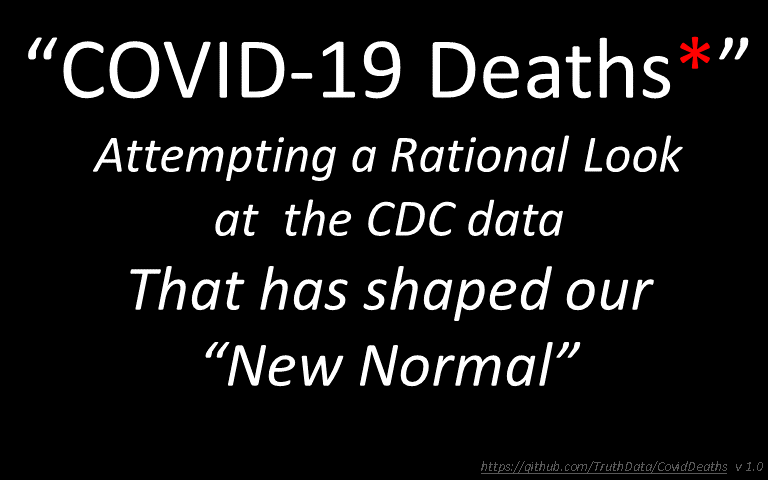 “COVID-19 Deaths*”
Attempting a Rational Look
at the CDC data
That has shaped our
“New Normal”
https://github.com/TruthData/CovidDeaths v 1.0